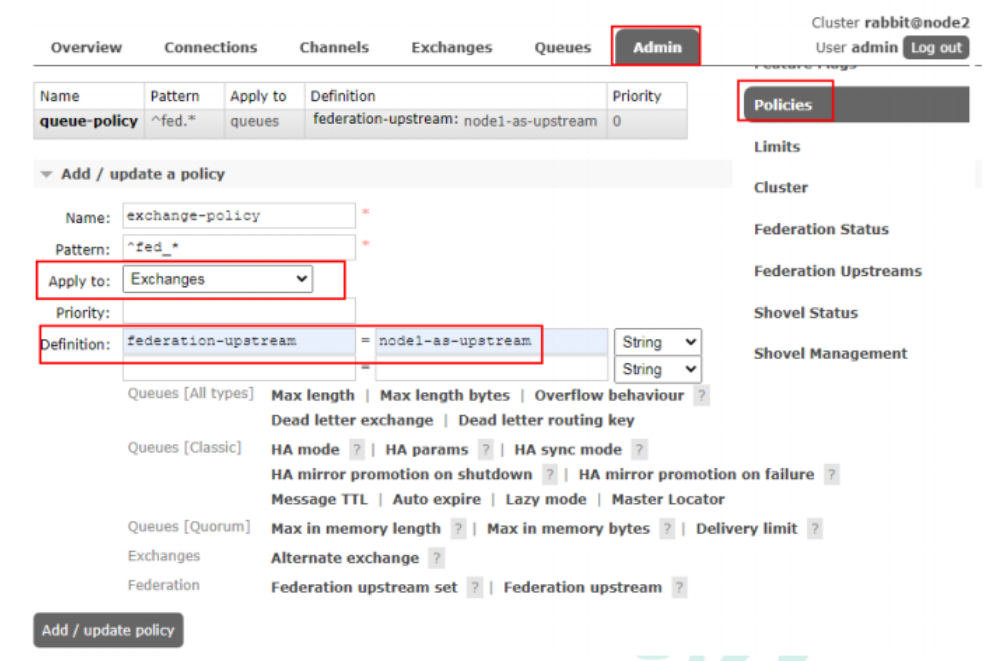 Cluster rabbit@node2
Overview Connections Channels Exchanges Queues Admin User admin Log out
Feature Flags
Name Pattern Apply to Definition Priority
queue-policy ^fed.* queues federation-upstream: node1-as-upstream 0
Policies
Limits
Add / update a policy
Cluster
Name: exchange-policy *
Federation Status
Pattern: ^fed_* *
Federation Upstreams
Apply to: Exchanges
Priority:
Shovel Status
Definition: federation-upstream = node1-as-upstream String
Shovel Management
= String
Queues [All types] Max length | Max length bytes | Overflow behaviour ?
Dead letter exchange | Dead letter routing key
Queues [Classic] HA mode ? | HA params ? | HA sync mode ?
HA mirror promotion on shutdown ? | HA mirror promotion on failure ?
Message TTL | Auto expire | Lazy mode | Master Locator
Queues [Quorum] Max in memory length ? | Max in memory bytes ? | Delivery limit ?
Exchanges Alternate exchange ?
Federation Federation upstream set ? | Federation upstream ?
Add / update policy